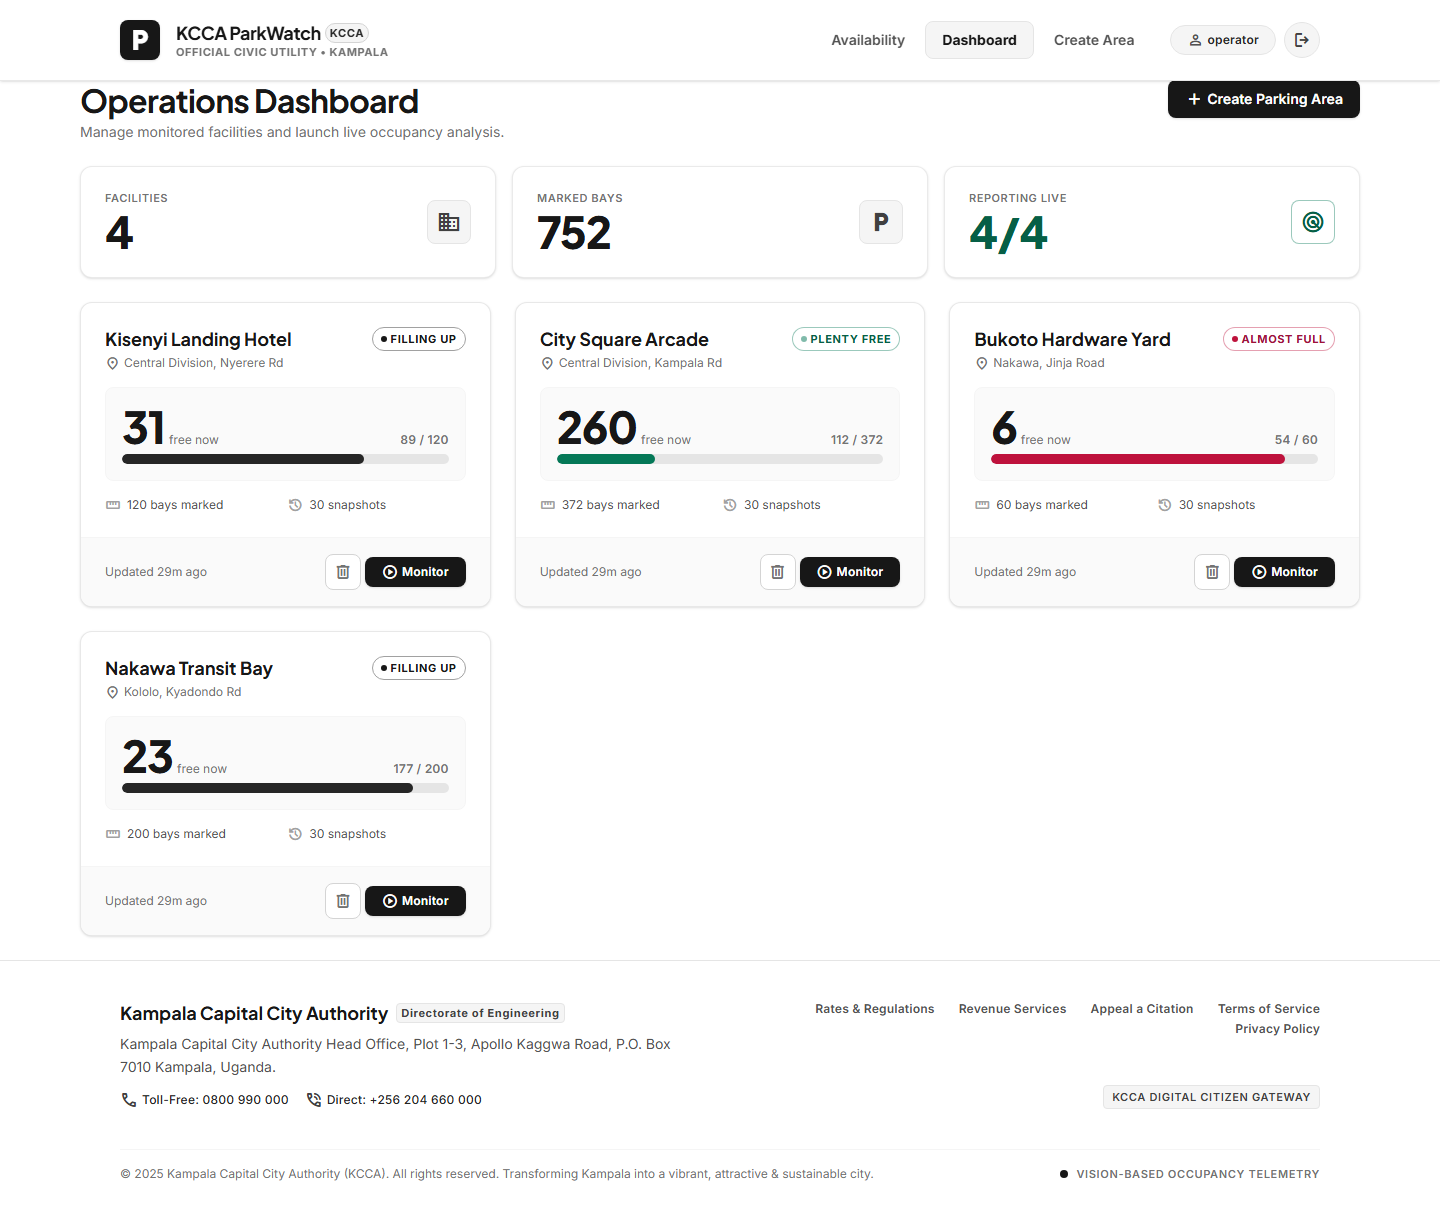 P
KCCA ParkWatch KCCA
OFFICIAL CIVIC UTILITY • KAMPALA
Availability
Dashboard
Create Area
operator
Operations Dashboard
Manage monitored facilities and launch live occupancy analysis.
+ Create Parking Area
FACILITIES
4
MARKED BAYS
752
P
REPORTING LIVE
4/4
Kisenyi Landing Hotel
FILLING UP
Central Division, Nyerere Rd
31 free now
89 / 120
120 bays marked
30 snapshots
Updated 29m ago
Monitor
City Square Arcade
PLENTY FREE
Central Division, Kampala Rd
260 free now
112 / 372
372 bays marked
30 snapshots
Updated 29m ago
Monitor
Bukoto Hardware Yard
ALMOST FULL
Nakawa, Jinja Road
6 free now
54 / 60
60 bays marked
30 snapshots
Updated 29m ago
Monitor
Nakawa Transit Bay
FILLING UP
Kololo, Kyadondo Rd
23 free now
177 / 200
200 bays marked
30 snapshots
Updated 29m ago
Monitor
Kampala Capital City Authority Directorate of Engineering
Kampala Capital City Authority Head Office, Plot 1-3, Apollo Kaggwa Road, P.O. Box
7010 Kampala, Uganda.
Toll-Free: 0800 990 000
Direct: +256 204 660 000
Rates & Regulations
Revenue Services
Appeal a Citation
Terms of Service
Privacy Policy
KCCA DIGITAL CITIZEN GATEWAY
© 2025 Kampala Capital City Authority (KCCA). All rights reserved. Transforming Kampala into a vibrant, attractive & sustainable city.
VISION-BASED OCCUPANCY TELEMETRY